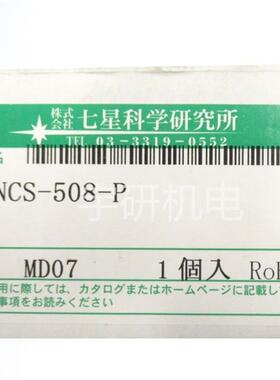 株式会社 七星科学研究所
TEL 03-3319-0552
NCS-508-P
宇研机电
MD07 1個入 RoH
用に際しては、カタログまたはホームページに記載し
事項をお読みください